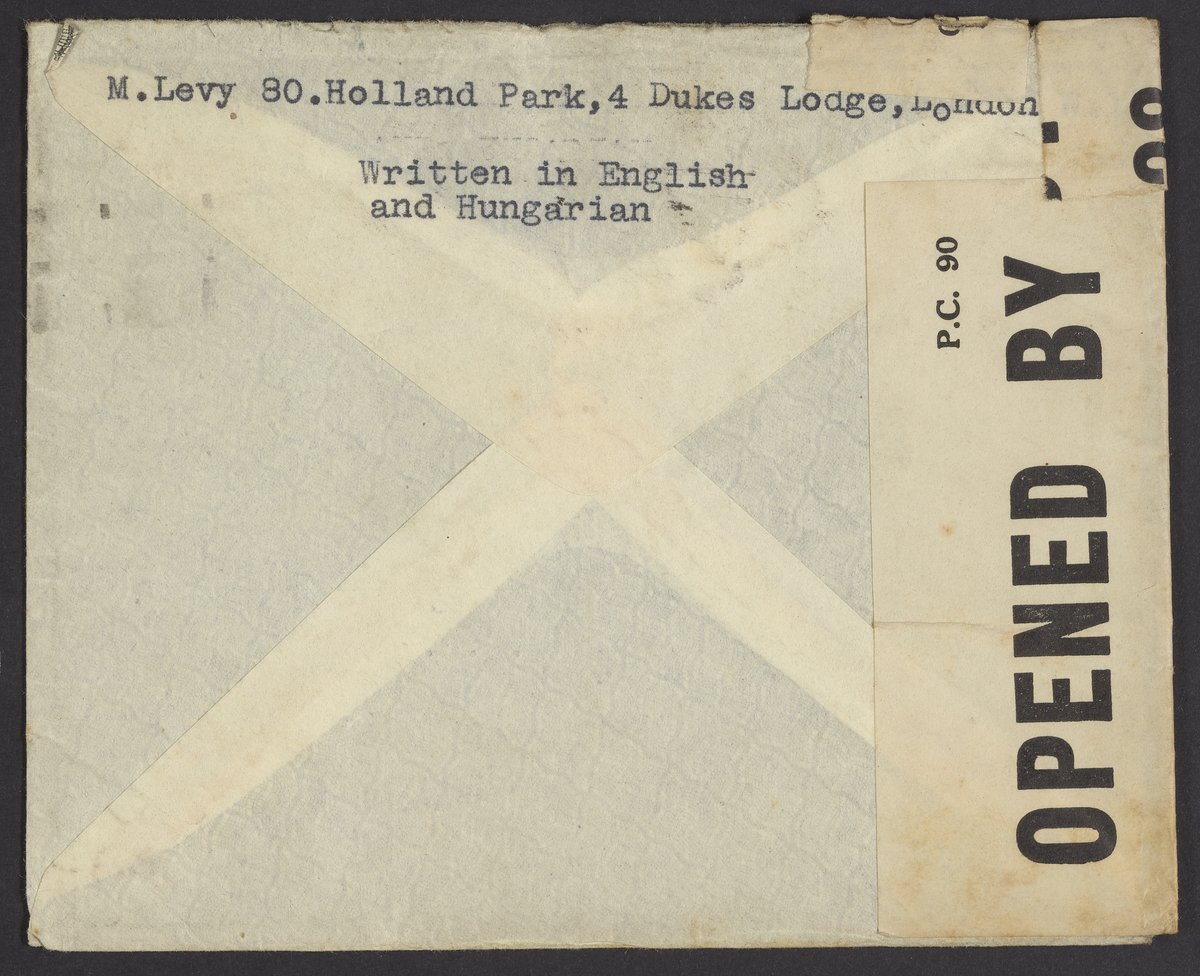 M.Levy 80.Holland Park,4 Dukes Lodge,London
Written in English
and Hungarian
P.C. 90
OPENED BY